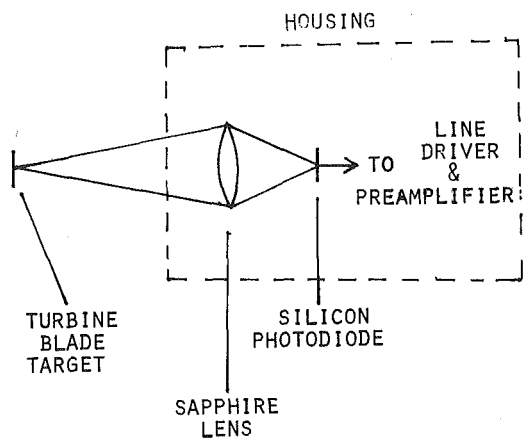 HOUSING
LINE
DRIVER
TO &
PREAMPLIFIER
TURBINE
BLADE
TARGET
SILICON
PHOTODIODE
SAPPHIRE
LENS